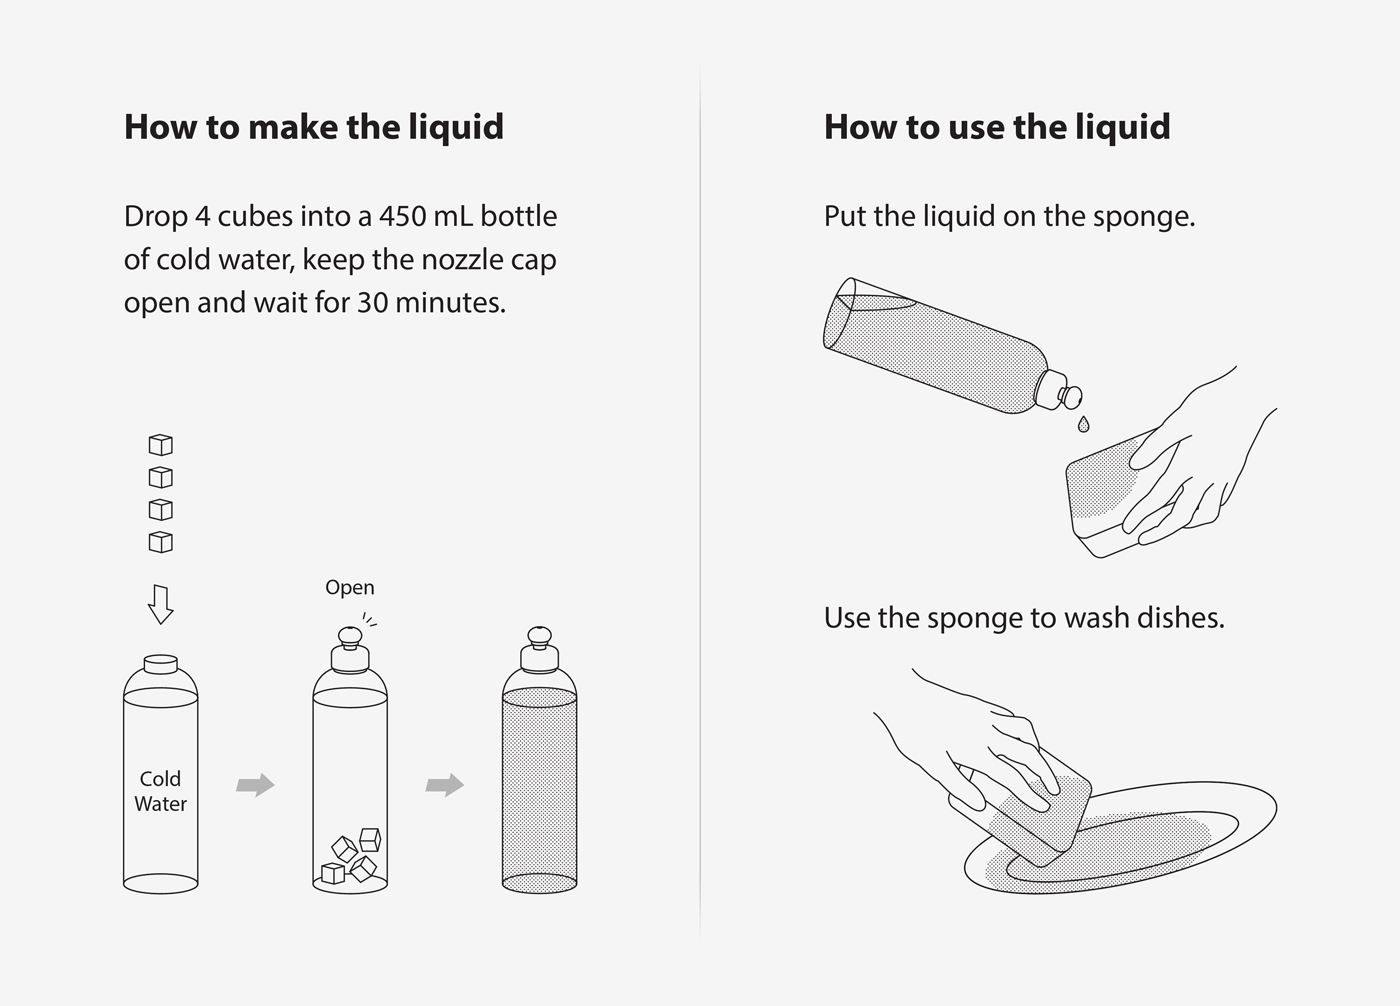 How to make the liquid
Drop 4 cubes into a 450 mL bottle
of cold water, keep the nozzle cap
open and wait for 30 minutes.
Open
Cold
Water
How to use the liquid
Put the liquid on the sponge.
Use the sponge to wash dishes.